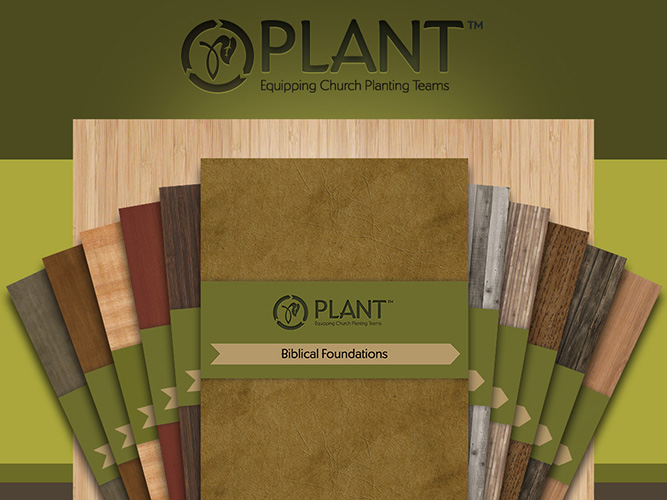 PLANT™
Equipping Church Planting Teams
PLANT™
Equipping Church Planting Teams
Biblical Foundations